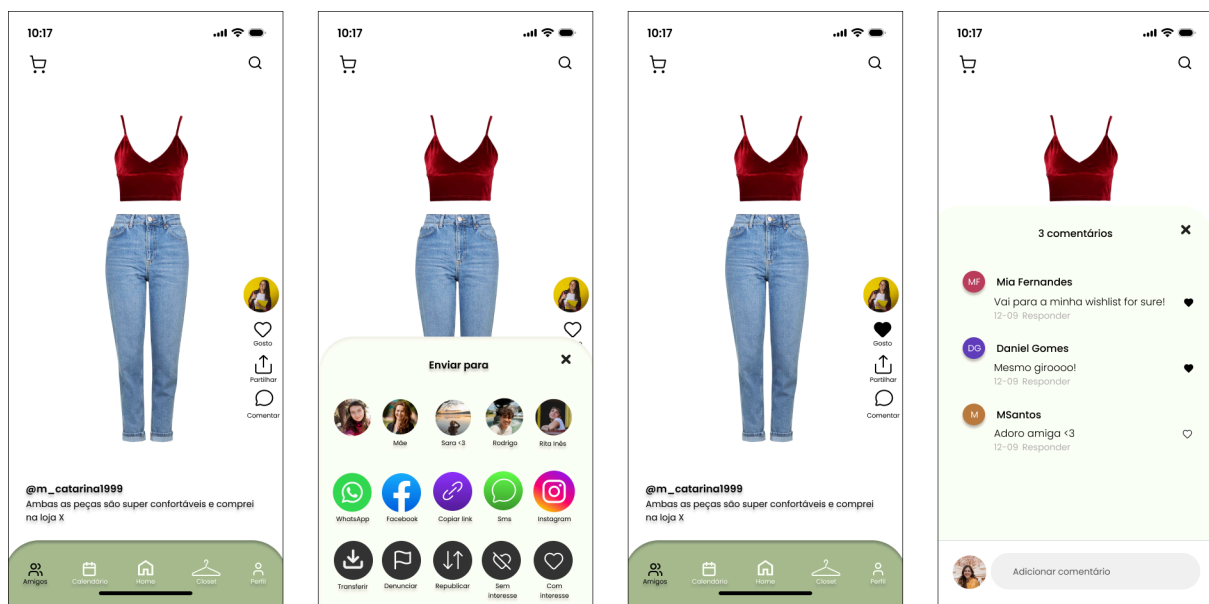 10:17
Gosto
Partilhar
Comentar
@m_catarina1999
Ambas as peças são super confortáveis e comprei
na loja X
Amigos
Calendário
Home
Closet
Perfil
10:17
Enviar para
Mãe
Sara <3
Rodrigo
Rita Inês
WhatsApp
Facebook
Copiar link
Sms
Instagram
Transferir
Denunciar
Republicar
Sem
interesse
Com
interesse
10:17
Gosto
Partilhar
Comentar
@m_catarina1999
Ambas as peças são super confortáveis e comprei
na loja X
Amigos
Calendário
Home
Closet
Perfil
10:17
3 comentários
MF
Mia Fernandes
Vai para a minha wishlist for sure!
12-09 Responder
DG
Daniel Gomes
Mesmo giroooo!
12-09 Responder
M
MSantos
Adoro amiga <3
12-09 Responder
Adicionar comentário